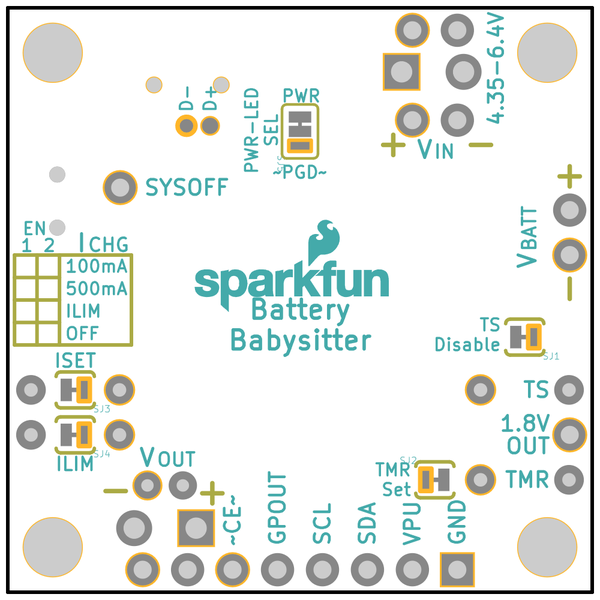 4.35-6.4V
D-
D+
PWR-LED
SEL
PWR
~PGD~
+ VIN -
SYSOFF
EN
1 2 ICHG
100mA
500mA
ILIM
OFF
+
VBATT
-
sparkfun
Battery
Babysitter
TS
Disable
SJ1
ISET
SJ3
TS
1.8V
OUT
SJ4
ILIM
VOUT
- +
SJ2
TMR
Set
TMR
~CE~
GPOUT
SCL
SDA
VPU
GND